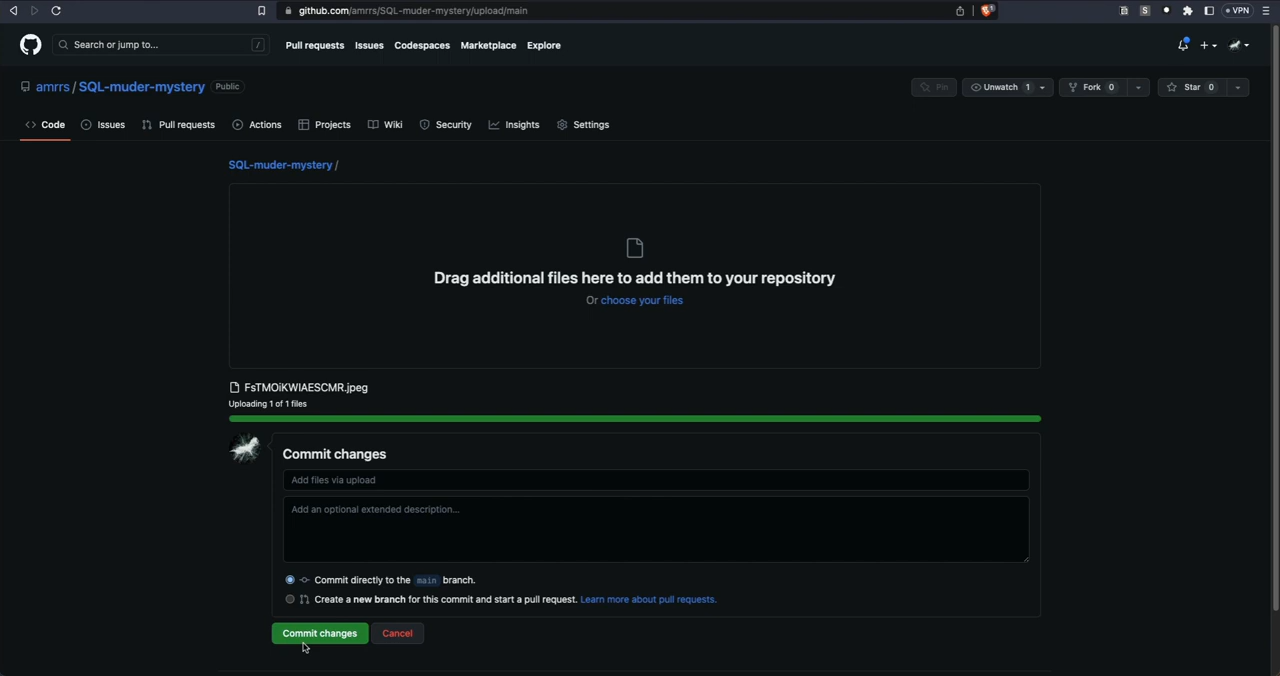 github.com/amrrs/SQL-muder-mystery/upload/main
VPN
Search or jump to... / Pull requests Issues Codespaces Marketplace Explore
amrrs / SQL-muder-mystery Public Pin Unwatch 1 Fork 0 Star 0
<> Code Issues Pull requests Actions Projects Wiki Security Insights Settings
SQL-muder-mystery /
Drag additional files here to add them to your repository
Or choose your files
FsTMOiKWIAESCMR.jpeg
Uploading 1 of 1 files
Commit changes
Add files via upload
Add an optional extended description...
Commit directly to the main branch.
Create a new branch for this commit and start a pull request. Learn more about pull requests.
Commit changes Cancel